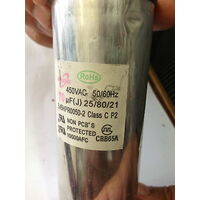 RoHS
450VAC 50/60Hz
μF(J) 25/80/21
Class C P2
NON PCB'S
PROTECTED
10000AFC
CBB65A